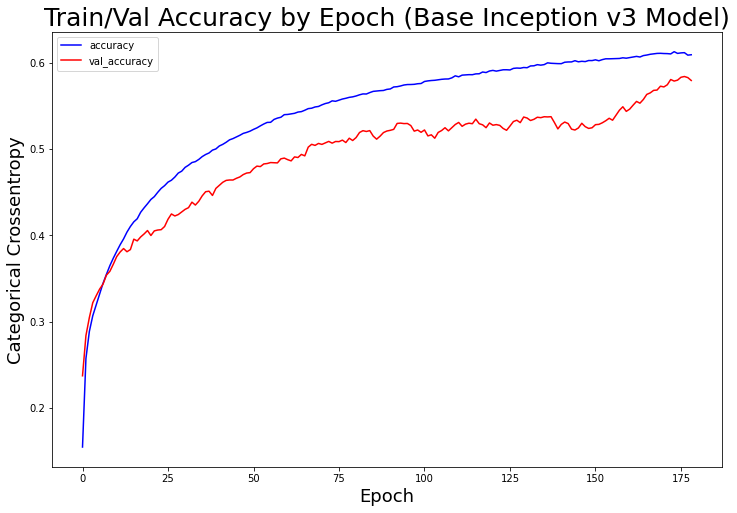 Train/Val Accuracy by Epoch (Base Inception v3 Model)
accuracy
val_accuracy
Categorical Crossentropy
0.6
0.5
0.4
0.3
0.2
0 25 50 75 100 125 150 175
Epoch